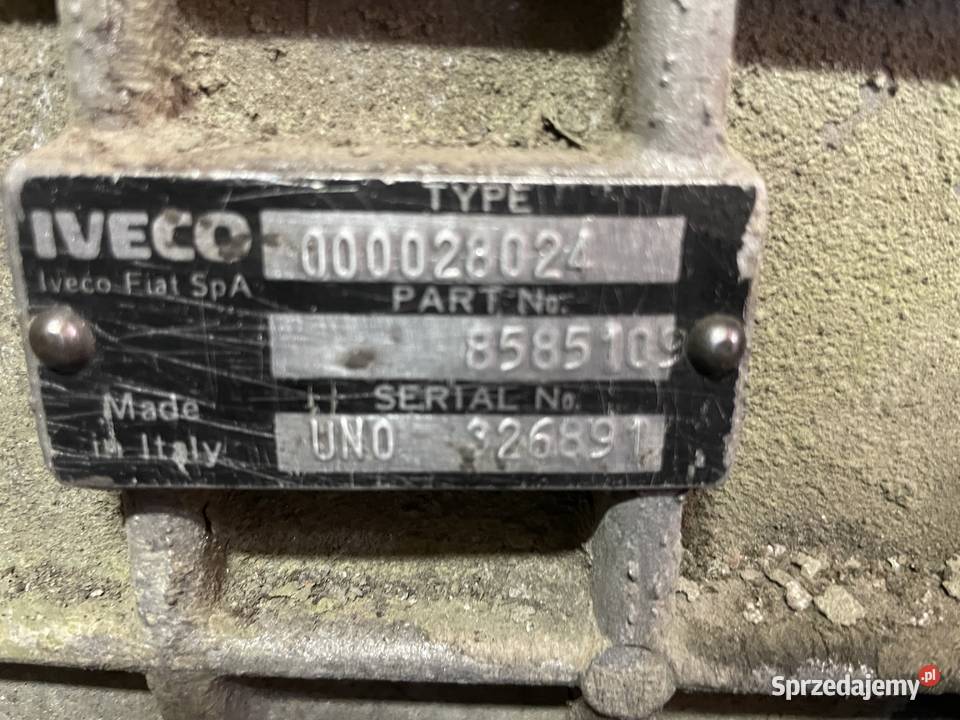 TYPE
IVECO
000028024
Iveco Fiat SpA
PART No.
8585109
SERIAL No.
Made
in Italy
UNO 326891
Sprzedajemy.pl